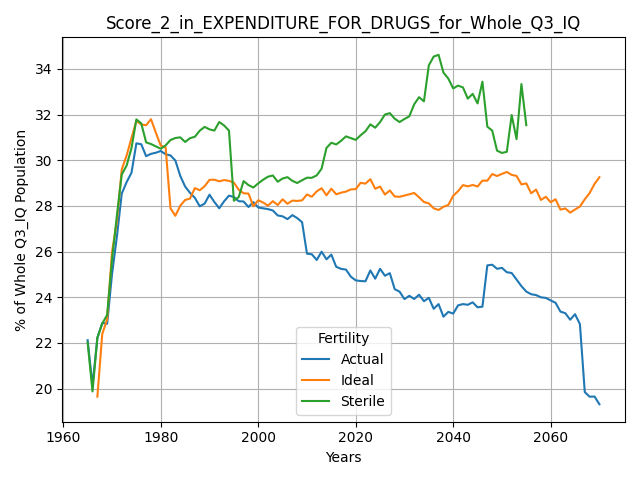 Score_2_in_EXPENDITURE_FOR_DRUGS_for_Whole_Q3_IQ
% of Whole Q3_IQ Population
34
32
30
28
26
24
22
20
Fertility
Actual
Ideal
Sterile
1960 1980 2000 2020 2040 2060
Years